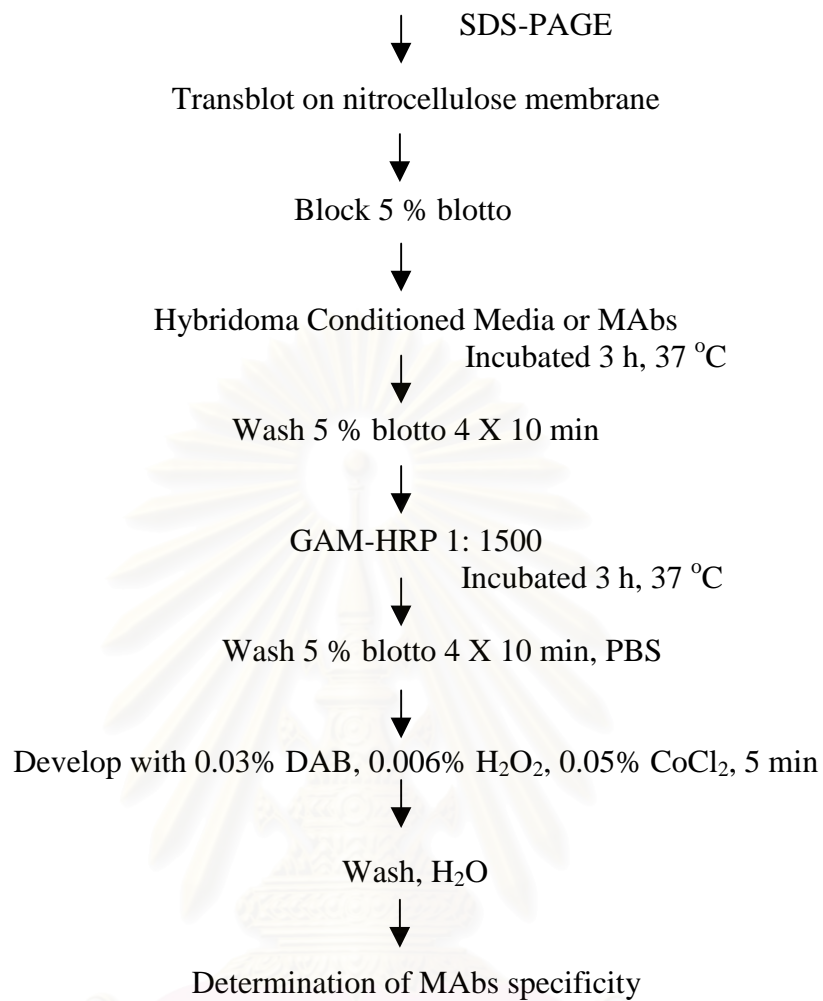 SDS-PAGE
Transblot on nitrocellulose membrane
Block 5 % blotto
Hybridoma Conditioned Media or MAbs
Incubated 3 h, 37 °C
Wash 5 % blotto 4 X 10 min
GAM-HRP 1: 1500
Incubated 3 h, 37 °C
Wash 5 % blotto 4 X 10 min, PBS
Develop with 0.03% DAB, 0.006% H₂O₂, 0.05% CoCl₂, 5 min
Wash, H₂O
Determination of MAbs specificity